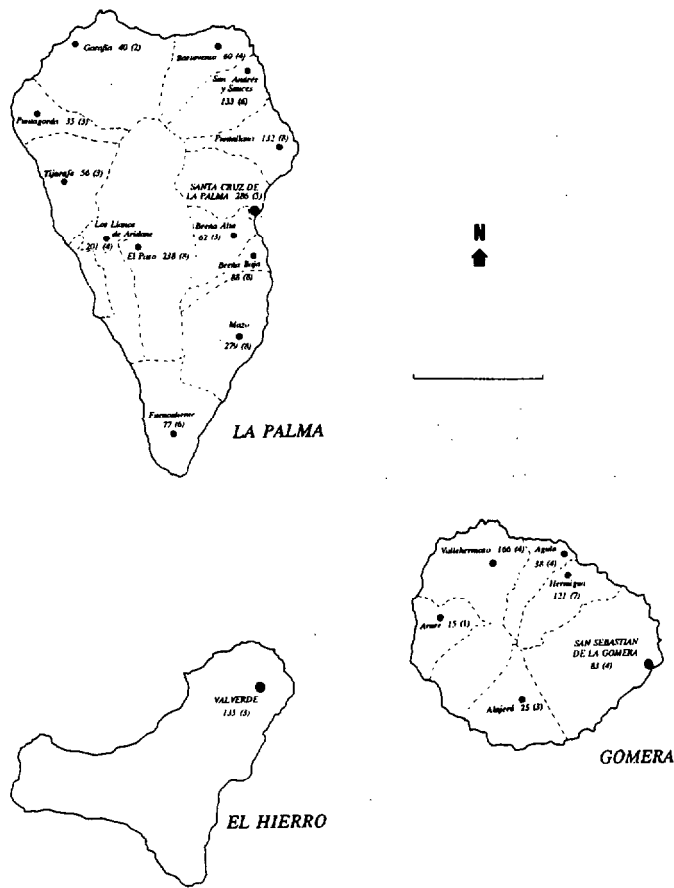 Garafía 40 (2)
Barlovento 60 (4)
San Andrés
y Sauces
133 (6)
Puntagorda 35 (3)
Puntallana 132 (8)
Tijarafe 56 (3)
SANTA CRUZ DE
LA PALMA 286 (5)
Los Llanos
de Aridane
201 (4)
El Paso 238 (8)
Breña Alta
62 (3)
Breña Baja
88 (8)
Mazo
279 (8)
Fuencaliente
77 (6)
LA PALMA
N
Vallehermoso 166 (4)
Agulo
38 (4)
Hermigua
121 (7)
Arure 15 (1)
SAN SEBASTIAN
DE LA GOMERA
83 (4)
Alajeró 25 (3)
GOMERA
VALVERDE
135 (3)
EL HIERRO